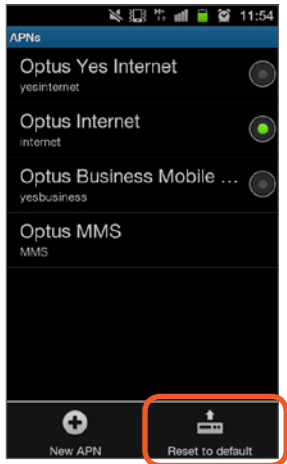 11:54
APNs
Optus Yes Internet
yesinternet
Optus Internet
internet
Optus Business Mobile ...
yesbusiness
Optus MMS
MMS
New APN
Reset to default